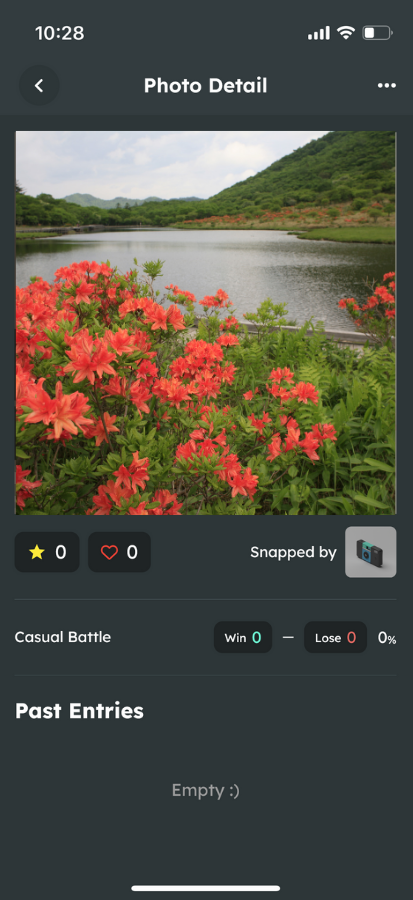 10:28
Photo Detail
0 0 Snapped by
Casual Battle Win 0 – Lose 0 0%
Past Entries
Empty :)